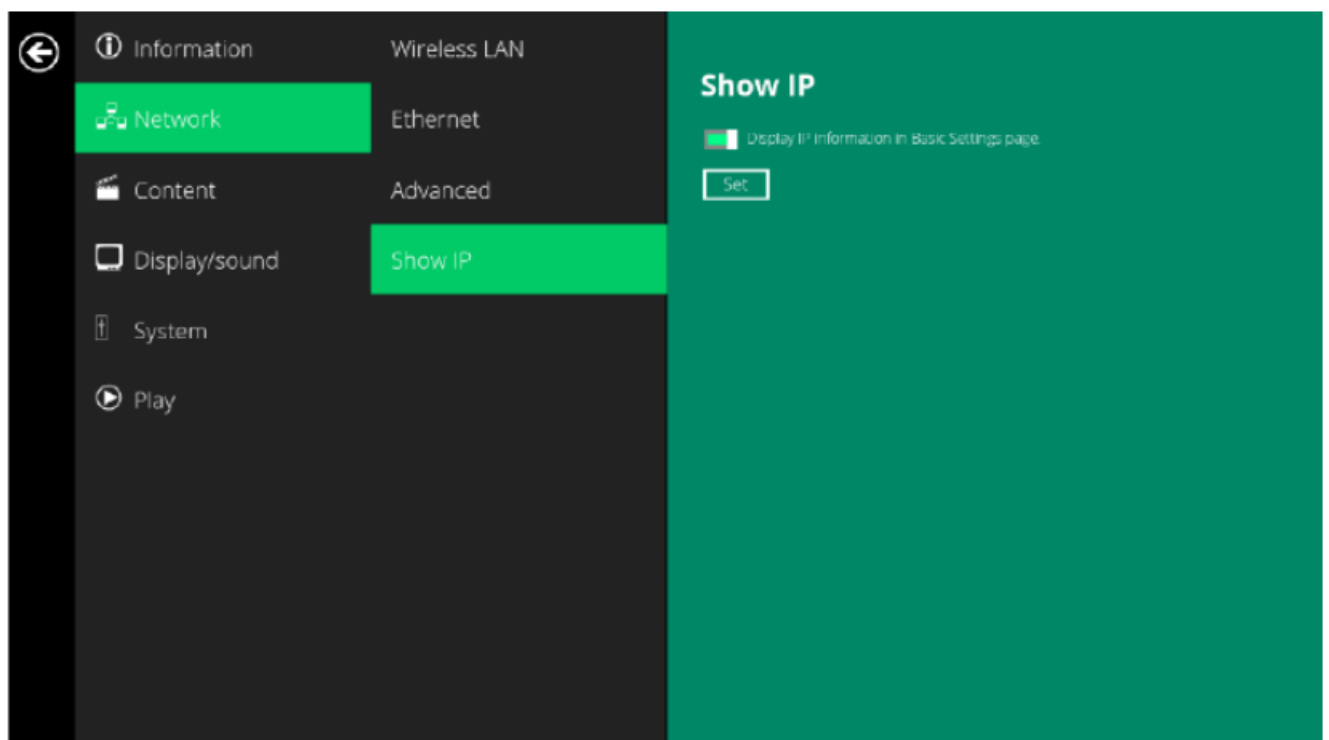 Information
Network
Content
Display/sound
System
Play
Wireless LAN
Ethernet
Advanced
Show IP
Show IP
Display IP information in Basic Settings page.
Set